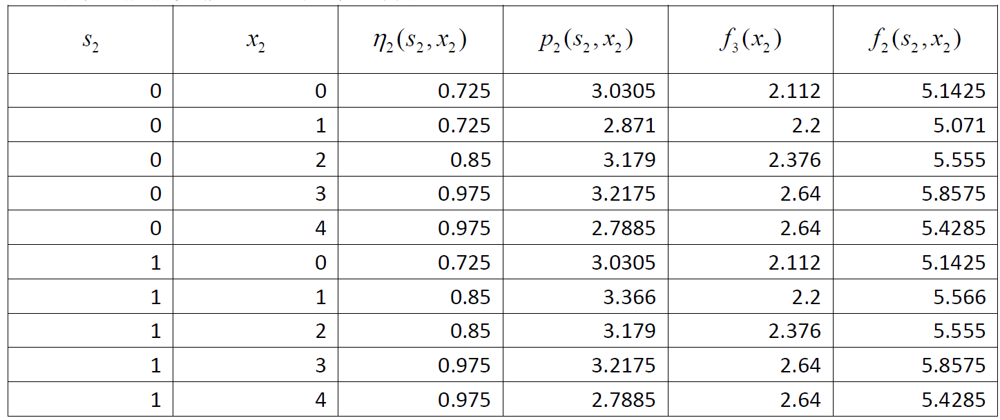 s₂ x₂ η₂(s₂,x₂) p₂(s₂,x₂) f₃(x₂) f₂(s₂,x₂)
0 0 0.725 3.0305 2.112 5.1425
0 1 0.725 2.871 2.2 5.071
0 2 0.85 3.179 2.376 5.555
0 3 0.975 3.2175 2.64 5.8575
0 4 0.975 2.7885 2.64 5.4285
1 0 0.725 3.0305 2.112 5.1425
1 1 0.85 3.366 2.2 5.566
1 2 0.85 3.179 2.376 5.555
1 3 0.975 3.2175 2.64 5.8575
1 4 0.975 2.7885 2.64 5.4285